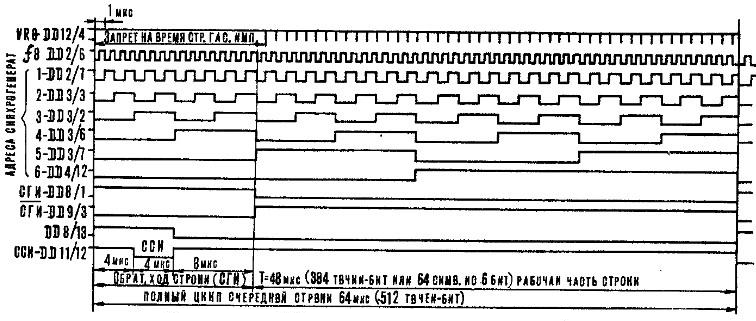 1 МКС
VR0-DD12/4
ЗАПРЕТ НА ВРЕМЯ СТР. ГАС. ИМП.
f8 DD2/6
АДРЕСА СИНХРОГЕНЕРАТ
1-DD2/7
2-DD3/3
3-DD3/2
4-DD3/6
5-DD3/7
6-DD4/12
СГИ-DD8/1
СГИ-DD9/3
DD8/13
ССИ
ССИ-DD11/12
4 МКС
4 МКС
8 МКС
ОБРАТ. ХОД СТРОКИ (СГИ)
T=48 МКС (384 ТОЧКИ-БИТ ИЛИ 64 СИМВ. ПО 6 БИТ) РАБОЧАЯ ЧАСТЬ СТРОКИ
ПОЛНЫЙ ЦИКЛ ОЧЕРЕДНОЙ СТРОКИ 64 МКС (512 ТОЧЕК-БИТ)